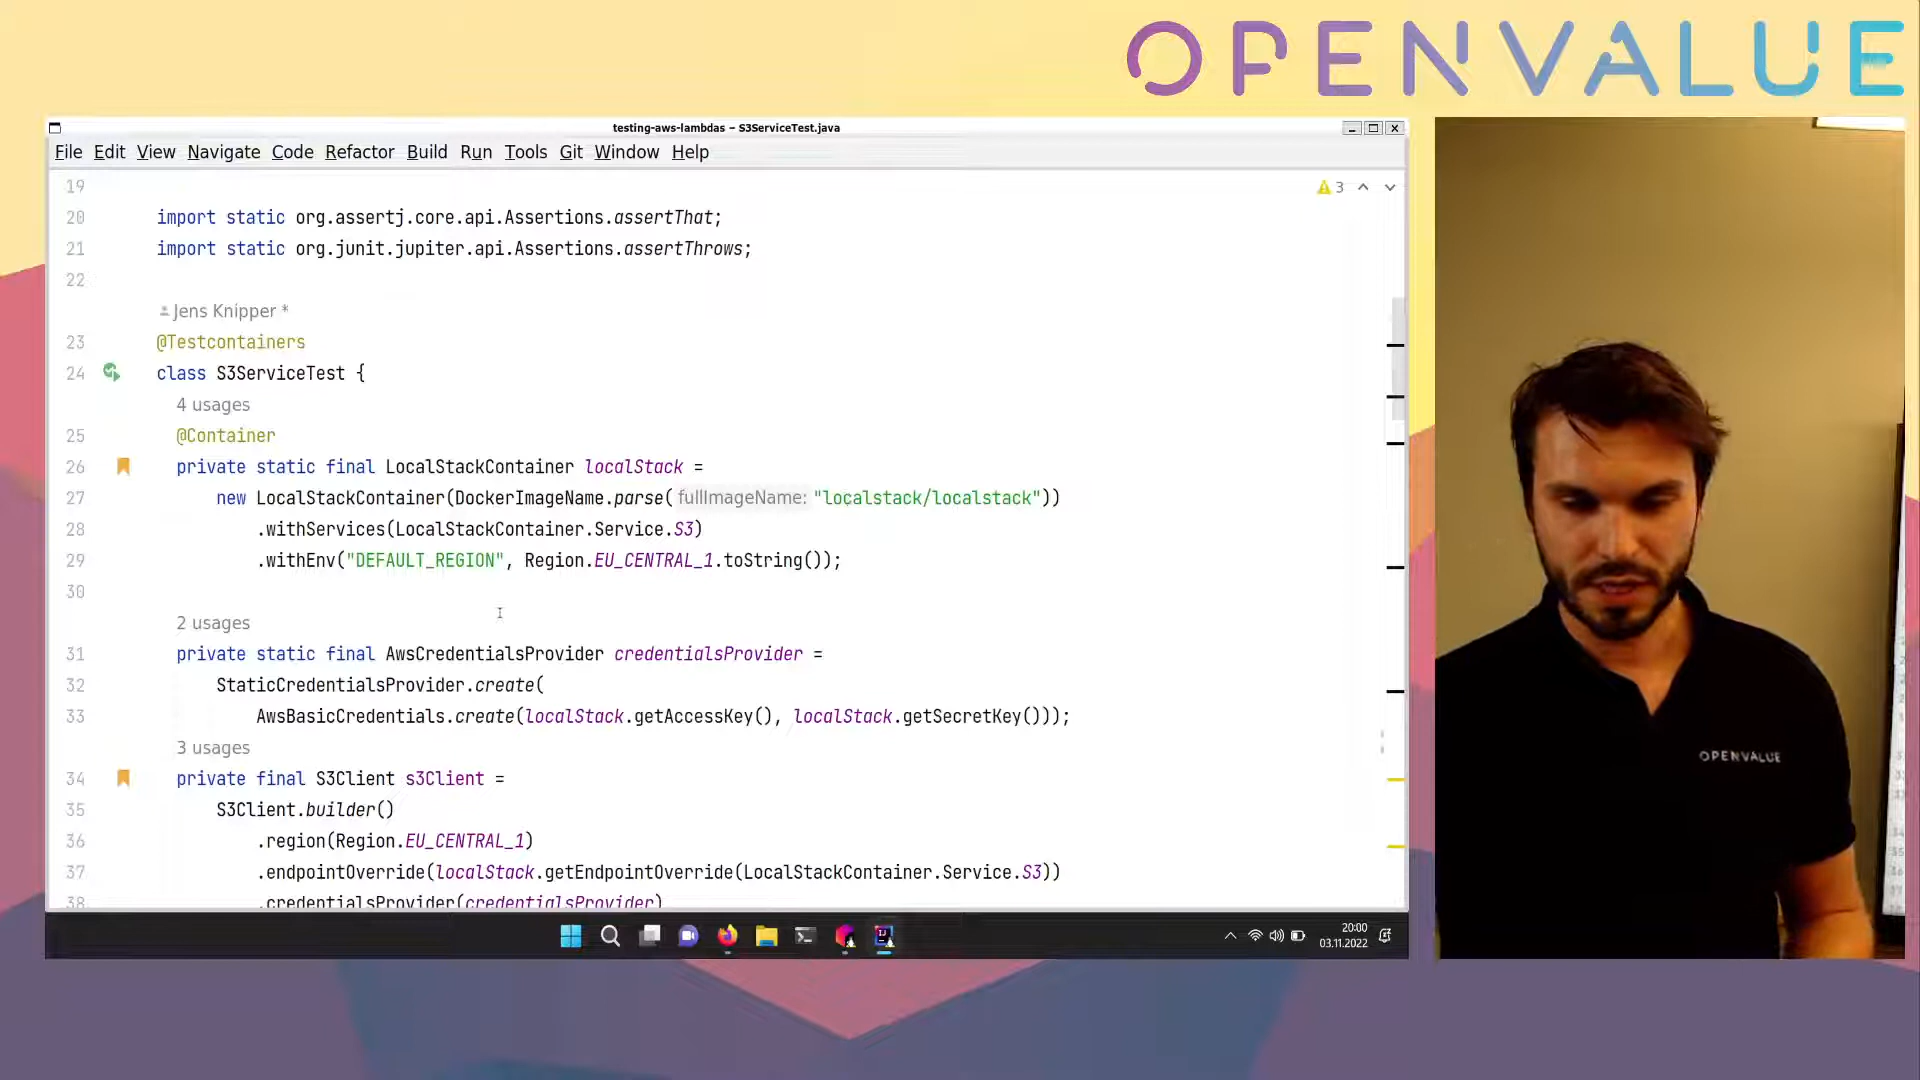 OPENVALUE
testing-aws-lambdas – S3ServiceTest.java
File Edit View Navigate Code Refactor Build Run Tools Git Window Help
19
3
20 import static org.assertj.core.api.Assertions.assertThat;
21 import static org.junit.jupiter.api.Assertions.assertThrows;
22
Jens Knipper *
23 @Testcontainers
24 class S3ServiceTest {
4 usages
25 @Container
26 private static final LocalStackContainer localStack =
27 new LocalStackContainer(DockerImageName.parse( fullImageName: "localstack/localstack"))
28 .withServices(LocalStackContainer.Service.S3)
29 .withEnv("DEFAULT_REGION", Region.EU_CENTRAL_1.toString());
30
2 usages
31 private static final AwsCredentialsProvider credentialsProvider =
32 StaticCredentialsProvider.create(
33 AwsBasicCredentials.create(localStack.getAccessKey(), localStack.getSecretKey()));
3 usages
34 private final S3Client s3Client =
35 S3Client.builder()
36 .region(Region.EU_CENTRAL_1)
37 .endpointOverride(localStack.getEndpointOverride(LocalStackContainer.Service.S3))
38 .credentialsProvider(credentialsProvider)
20:00
03.11.2022
OPENVALUE